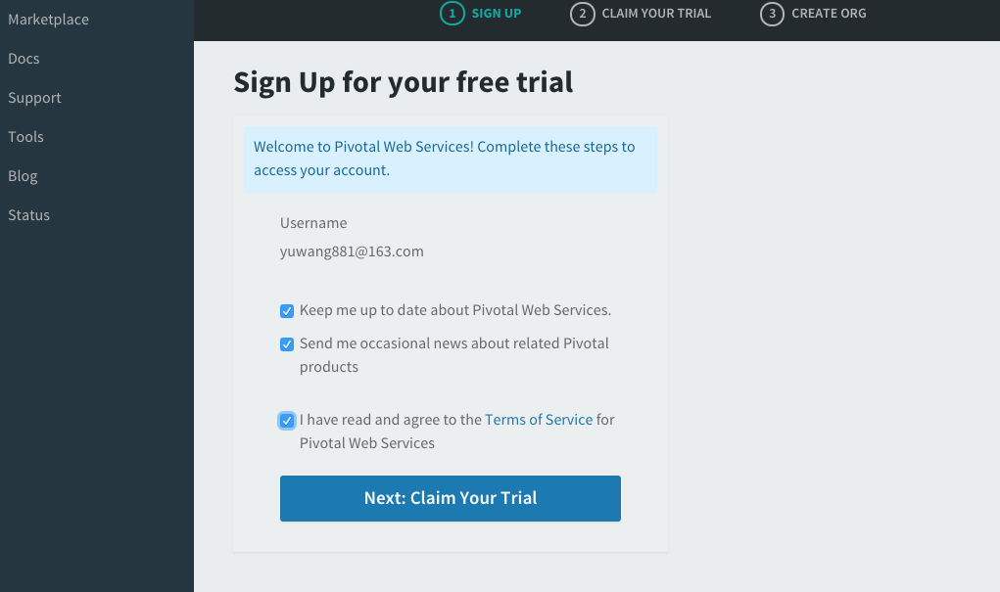 Marketplace
Docs
Support
Tools
Blog
Status
1 SIGN UP 2 CLAIM YOUR TRIAL 3 CREATE ORG
Sign Up for your free trial
Welcome to Pivotal Web Services! Complete these steps to
access your account.
Username
yuwang881@163.com
Keep me up to date about Pivotal Web Services.
Send me occasional news about related Pivotal
products
I have read and agree to the Terms of Service for
Pivotal Web Services
Next: Claim Your Trial